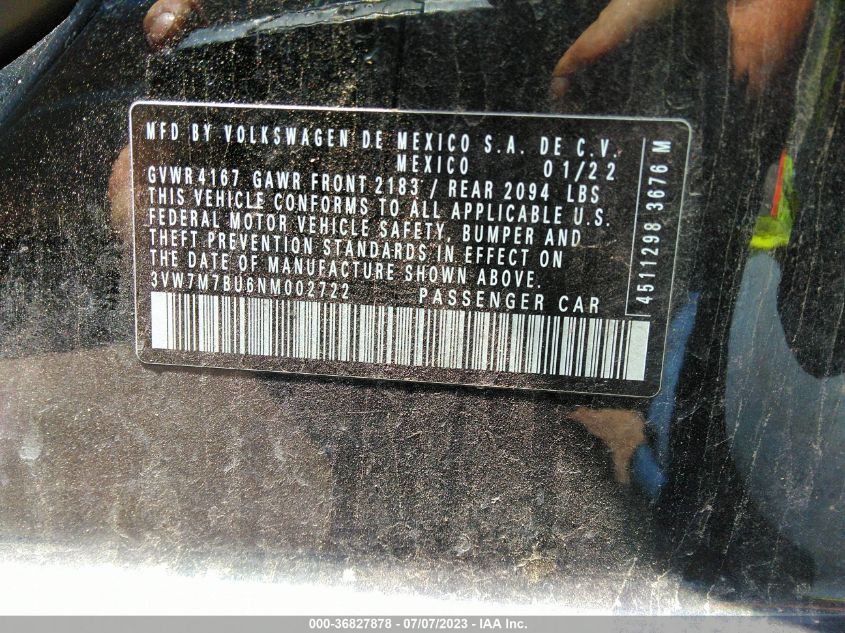 MFD BY VOLKSWAGEN DE MEXICO S.A. DE C.V.
MEXICO 01/22
GVWR 4167 GAWR FRONT 2183 / REAR 2094 LBS
THIS VEHICLE CONFORMS TO ALL APPLICABLE U.S.
FEDERAL MOTOR VEHICLE SAFETY, BUMPER AND
THEFT PREVENTION STANDARDS IN EFFECT ON
THE DATE OF MANUFACTURE SHOWN ABOVE.
3VW7M7BU6NM002722 PASSENGER CAR
4511298 3676 M
000-36827878 - 07/07/2023 - © IAA, Inc.